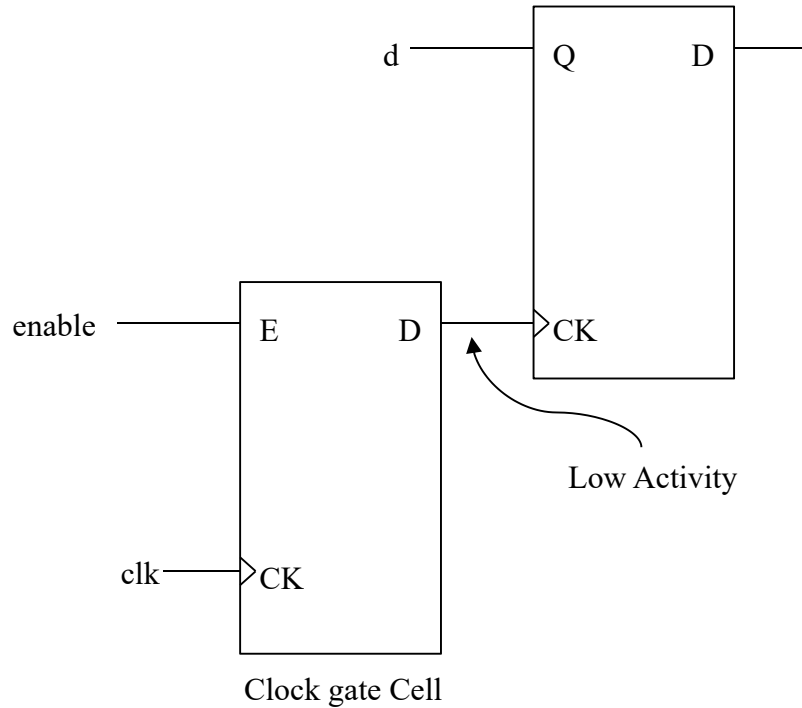 d
Q D
CK
enable
E D
Low Activity
clk
CK
Clock gate Cell